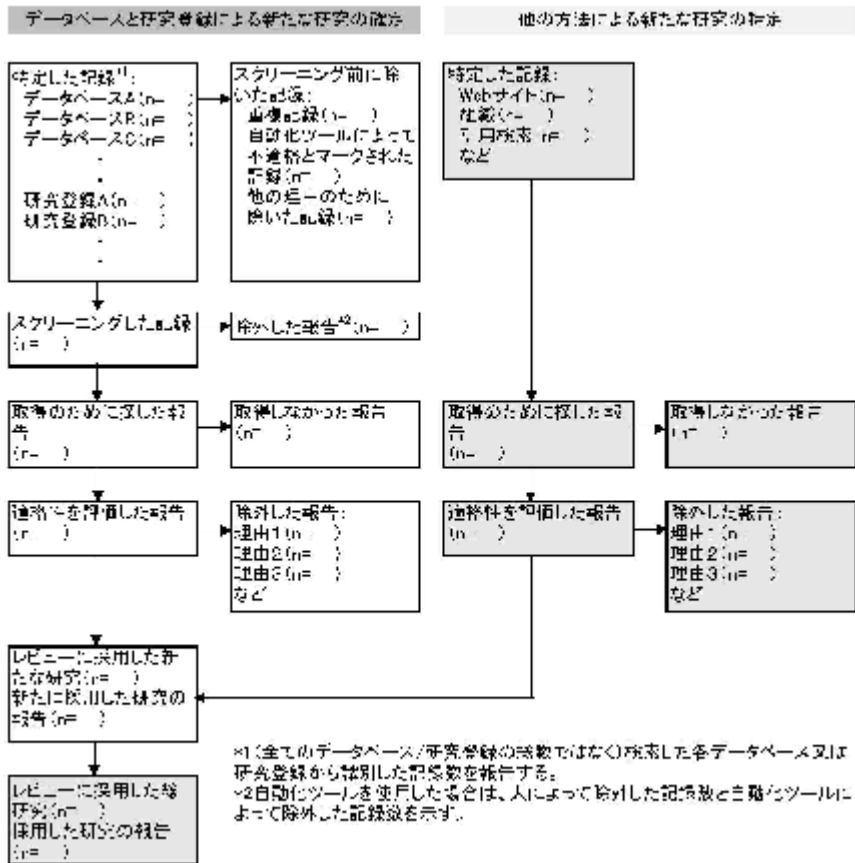 データベースと研究登録による新たな研究の確定
他の方法による新たな研究の特定
特定した記録*1:
データベースA(n= )
データベースB(n= )
データベースC(n= )
・
・
研究登録A(n= )
研究登録B(n= )
・
・
スクリーニング前に除
いた記録:
重複記録(n= )
自動化ツールによって
不適格とマークされた
記録(n= )
他の理由のために
除いた記録(n= )
特定した記録:
Webサイト(n= )
組織(n= )
引用検索(n= )
など
スクリーニングした記録
(n= )
除外した報告*2(n= )
取得のために探した報
告
(n= )
取得しなかった報告
(n= )
取得のために探した報
告
(n= )
取得しなかった報告
(n= )
適格性を評価した報告
(n= )
除外した報告:
理由1(n= )
理由2(n= )
理由3(n= )
など
適格性を評価した報告
(n= )
除外した報告:
理由1(n= )
理由2(n= )
理由3(n= )
など
レビューに採用した新
たな研究(n= )
新たに採用した研究の
報告(n= )
レビューに採用した総
研究(n= )
採用した研究の報告
(n= )
*1(全てのデータベース/研究登録の総数ではなく)検索した各データベース又は
研究登録から識別した記録数を報告する。
*2自動化ツールを使用した場合は、人によって除外した記録数と自動化ツールに
よって除外した記録数を示す。